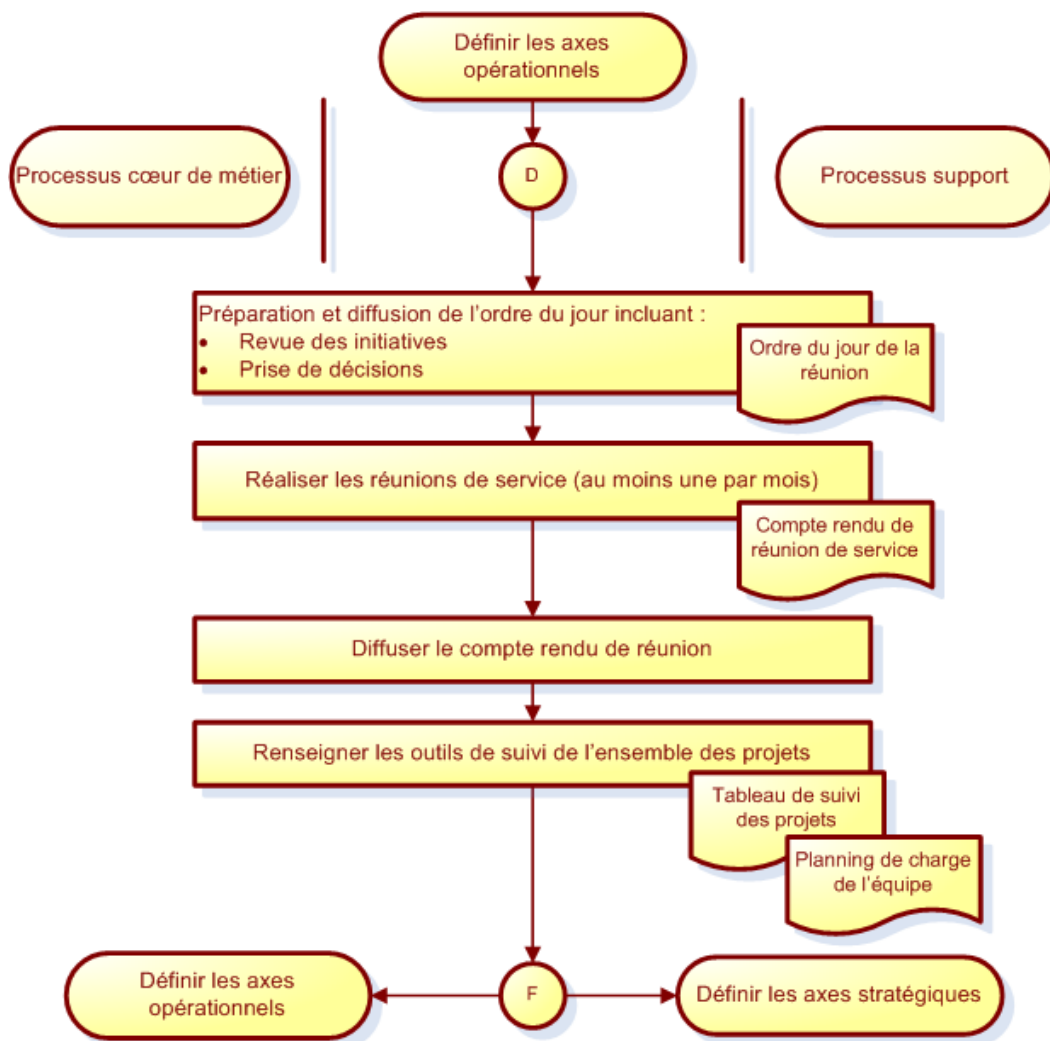 Définir les axes
opérationnels
Processus cœur de métier
D
Processus support
Préparation et diffusion de l'ordre du jour incluant :
• Revue des initiatives
• Prise de décisions
Ordre du jour de la
réunion
Réaliser les réunions de service (au moins une par mois)
Compte rendu de
réunion de service
Diffuser le compte rendu de réunion
Renseigner les outils de suivi de l'ensemble des projets
Tableau de suivi
des projets
Planning de charge
de l'équipe
Définir les axes
opérationnels
F
Définir les axes stratégiques